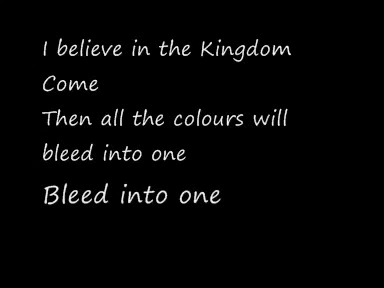 I believe in the Kingdom
Come
Then all the colours will
bleed into one
Bleed into one